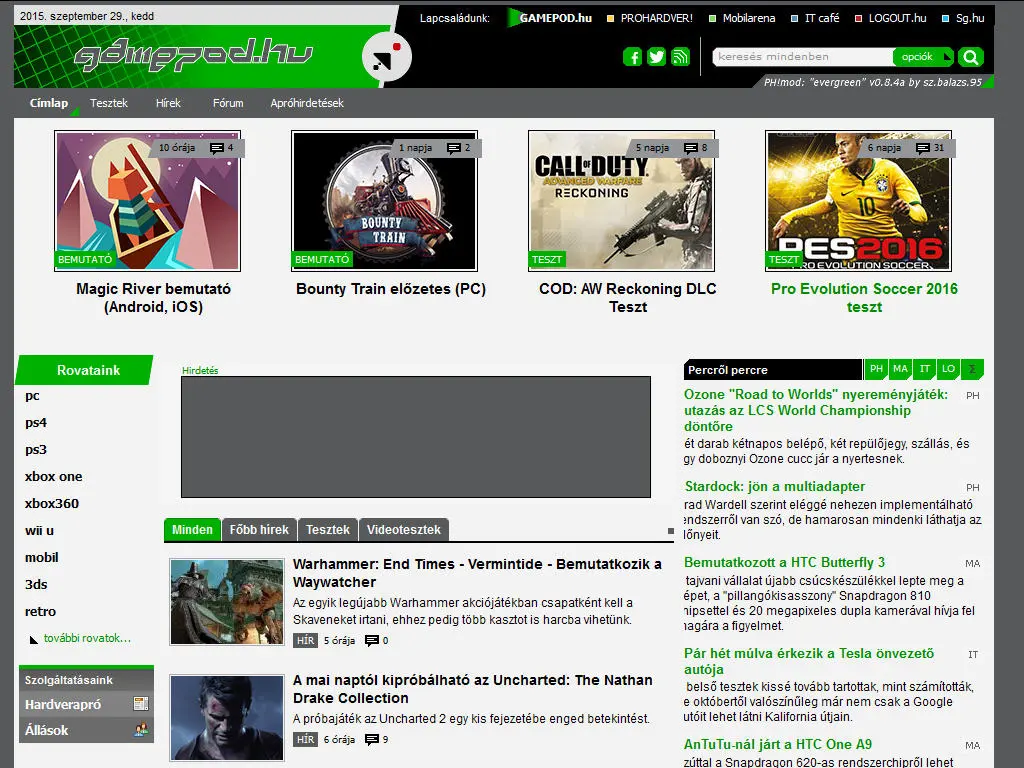 2015. szeptember 29., kedd
Lapcsaládunk:
GAMEPOD.hu
PROHARDVER!
Mobilarena
IT café
LOGOUT.hu
Sg.hu
gamepod.hu
keresés mindenben
opciók
PH!mod: "evergreen" v0.8.4a by sz.balazs.95
Címlap
Tesztek
Hírek
Fórum
Apróhirdetések
10 órája 4
BEMUTATÓ
Magic River bemutató
(Android, iOS)
1 napja 2
BOUNTY
TRAIN
BEMUTATÓ
Bounty Train előzetes (PC)
5 napja 8
CALL OF DUTY
ADVANCED WARFARE
RECKONING
TESZT
COD: AW Reckoning DLC
Teszt
6 napja 31
10
PES2016
PRO EVOLUTION SOCCER
TESZT
Pro Evolution Soccer 2016
teszt
Rovataink
pc
ps4
ps3
xbox one
xbox360
wii u
mobil
3ds
retro
további rovatok...
Szolgáltatásaink
Hardverapró
Állások
Hirdetés
Minden
Főbb hírek
Tesztek
Videotesztek
Warhammer: End Times - Vermintide - Bemutatkozik a
Waywatcher
Az egyik legújabb Warhammer akciójátékban csapatként kell a
Skaveneket irtani, ehhez pedig több kasztot is harcba vihetünk.
HÍR 5 órája 0
A mai naptól kipróbálható az Uncharted: The Nathan
Drake Collection
A próbajáték az Uncharted 2 egy kis fejezetébe enged betekintést.
HÍR 6 órája 9
Percről percre
PH MA IT LO Σ
Ozone "Road to Worlds" nyereményjáték: PH
utazás az LCS World Championship
döntőre
ét darab kétnapos belépő, két repülőjegy, szállás, és
gy doboznyi Ozone cucc jár a nyertesnek.
Stardock: jön a multiadapter PH
rad Wardell szerint eléggé nehezen implementálható
endszerről van szó, de hamarosan mindenki láthatja az
lőnyeit.
Bemutatkozott a HTC Butterfly 3 MA
tajvani vállalat újabb csúcskészülékkel lepte meg a
épet, a "pillangókisasszony" Snapdragon 810
hipsettel és 20 megapixeles dupla kamerával hívja fel
nagára a figyelmet.
Pár hét múlva érkezik a Tesla önvezető IT
autója
belső tesztek kissé tovább tartottak, mint számították,
e októbertől valószínűleg már nem csak a Google
utóit lehet látni Kalifornia útjain.
AnTuTu-nál járt a HTC One A9 MA
zúttal a Snapdragon 620-as rendszerchipről lehet